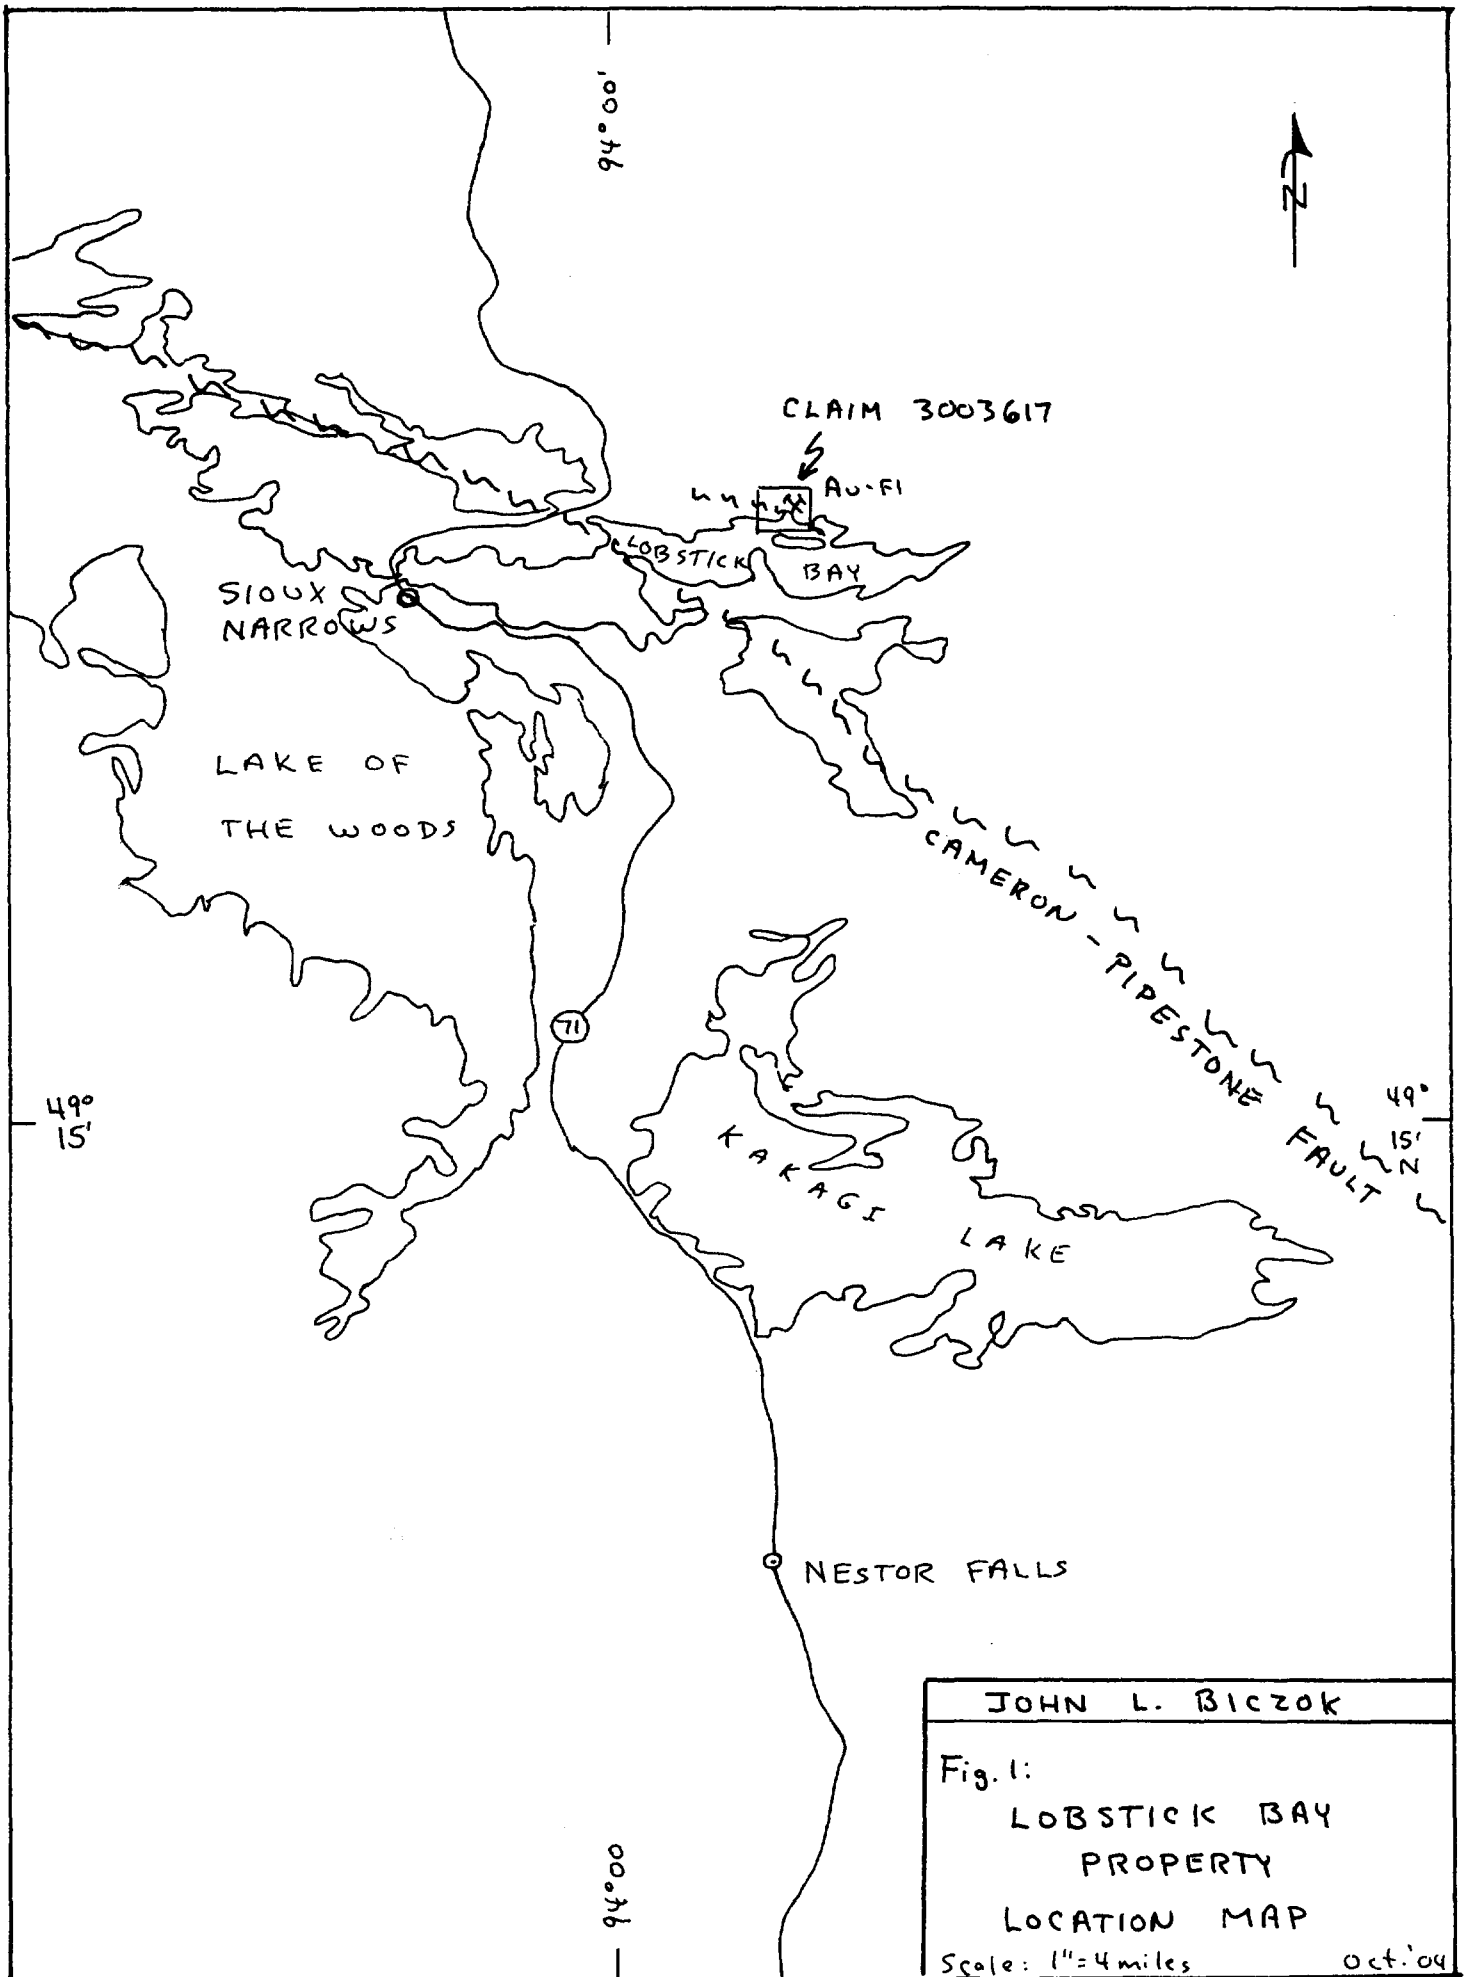 94° 00'
N
CLAIM 3003617
Au-Fl
LOBSTICK
BAY
SIOUX
NARROWS
LAKE OF
THE WOODS
CAMERON - PIPESTONE FAULT
71
49°
15'
49°
15'
N
KAKAGI
LAKE
NESTOR FALLS
94° 00
JOHN L. BICZOK
Fig. 1:
LOBSTICK BAY
PROPERTY
LOCATION MAP
Scale: 1"=4 miles Oct.'04